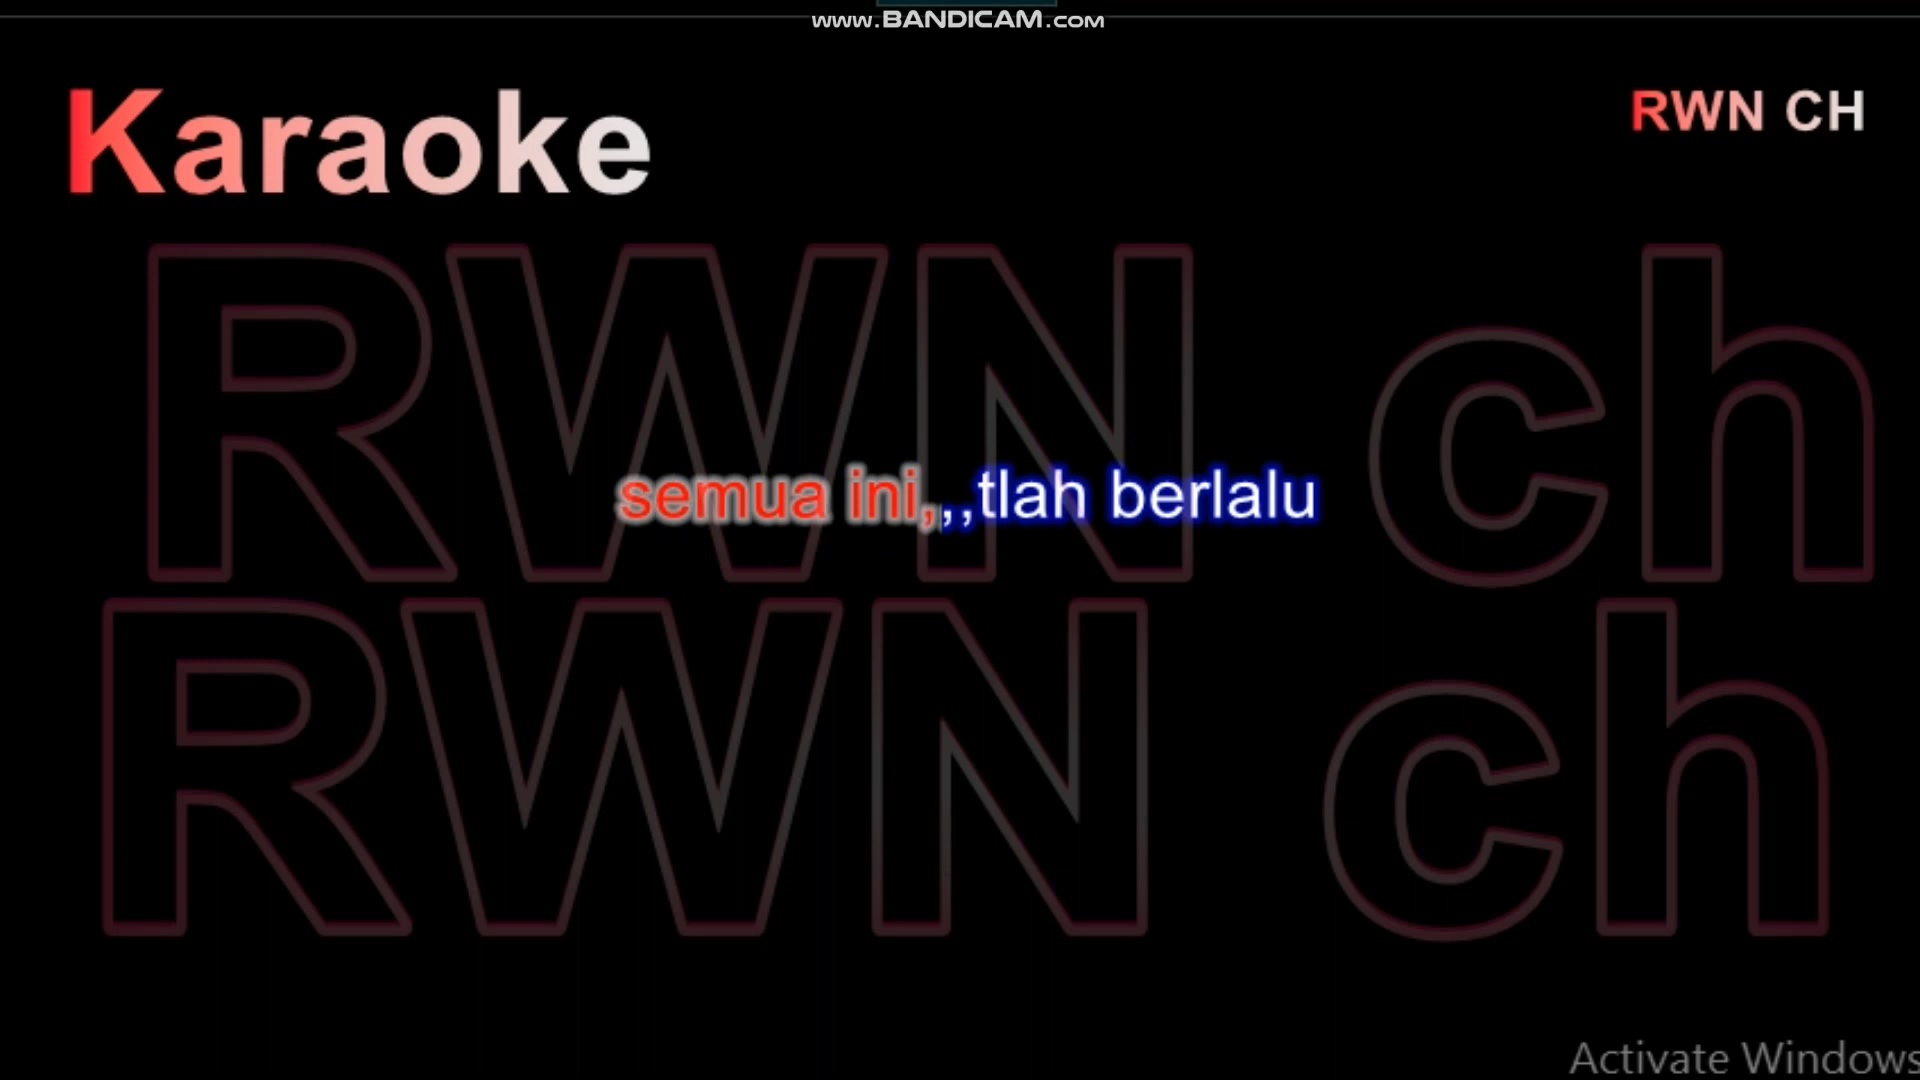 www.BANDICAM.com
Karaoke
RWN CH
RWN ch
semua ini,,,tlah berlalu
RWN ch
Activate Windows